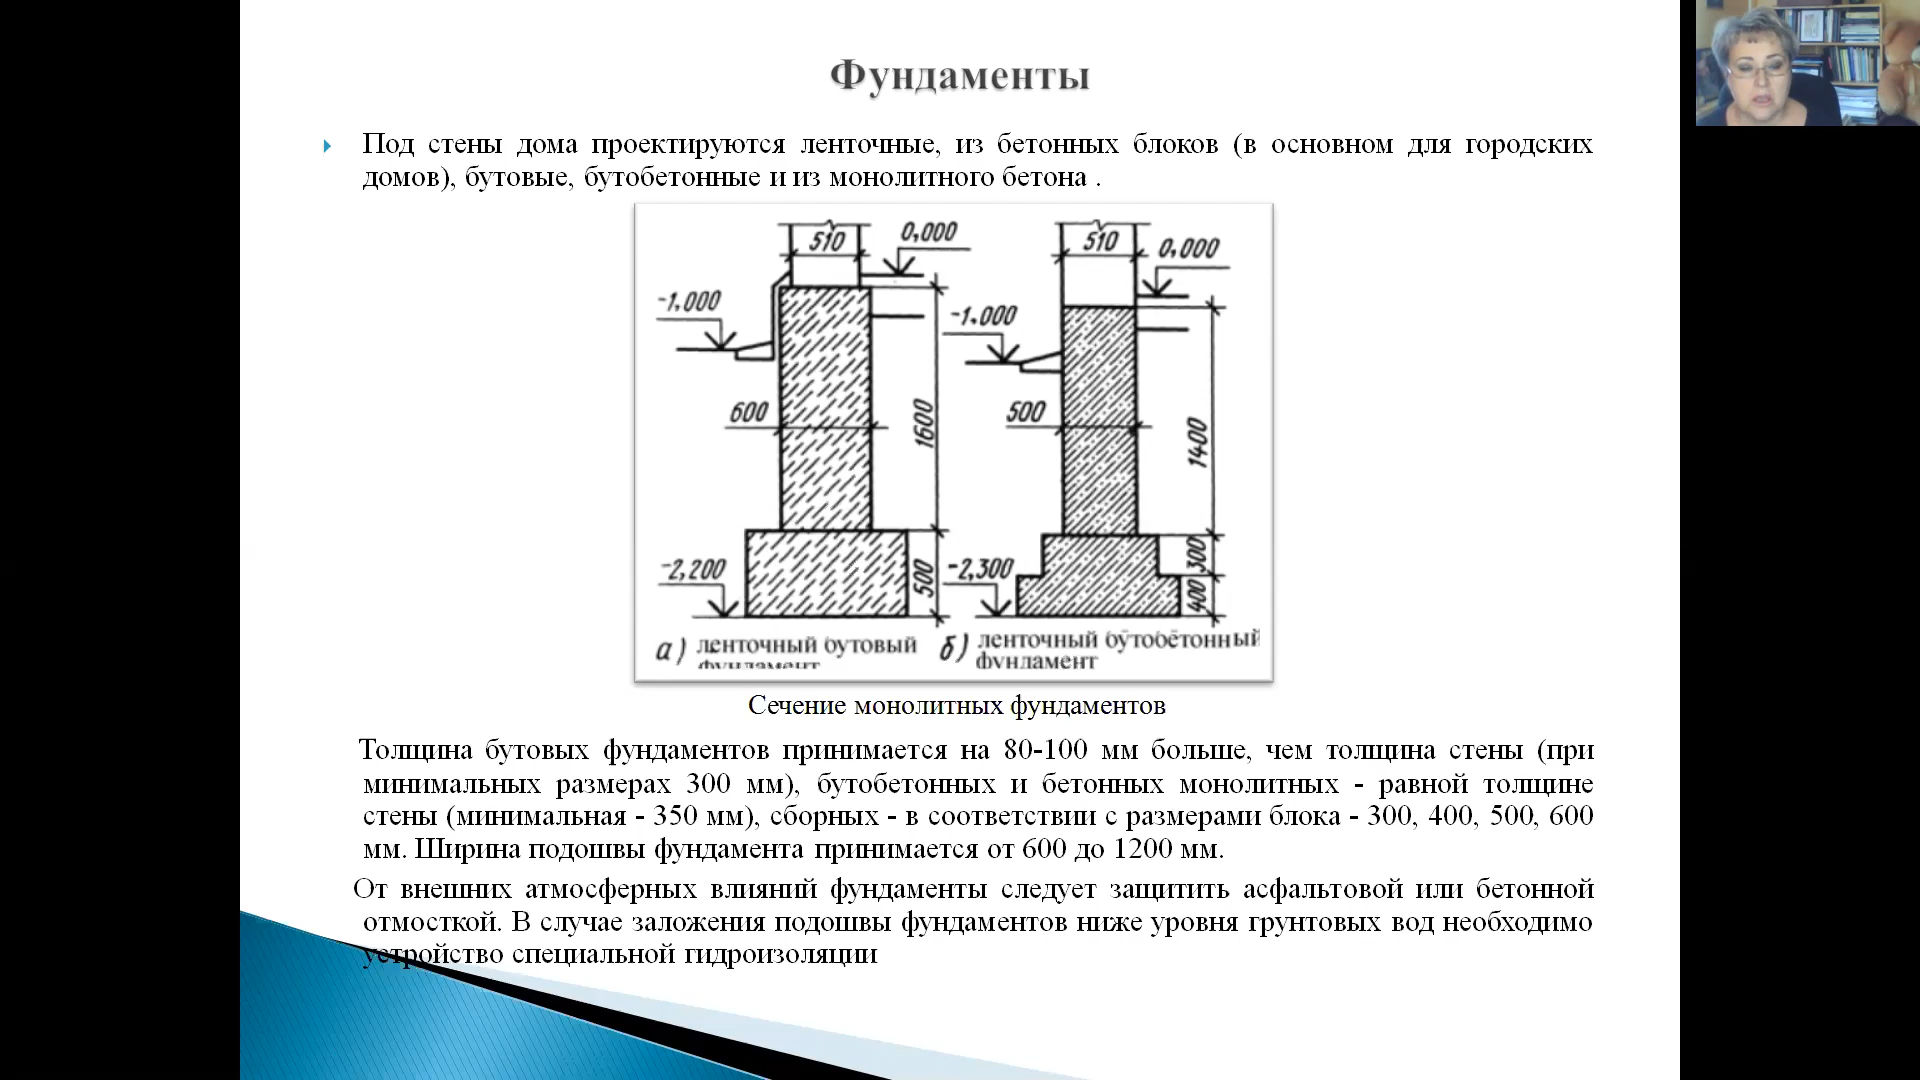 Фундаменты
Под стены дома проектируются ленточные, из бетонных блоков (в основном для городских
домов), бутовые, бутобетонные и из монолитного бетона .
510
0,000
510
0,000
-1,000
-1.000
600
1600
500
1400
-2,200
500
-2,300
300
400
а) ленточный бутовый
фундамент
б) ленточный бутобетонный
фундамент
Сечение монолитных фундаментов
Толщина бутовых фундаментов принимается на 80-100 мм больше, чем толщина стены (при
минимальных размерах 300 мм), бутобетонных и бетонных монолитных - равной толщине
стены (минимальная - 350 мм), сборных - в соответствии с размерами блока - 300, 400, 500, 600
мм. Ширина подошвы фундамента принимается от 600 до 1200 мм.
От внешних атмосферных влияний фундаменты следует защитить асфальтовой или бетонной
отмосткой. В случае заложения подошвы фундаментов ниже уровня грунтовых вод необходимо
устройство специальной гидроизоляции